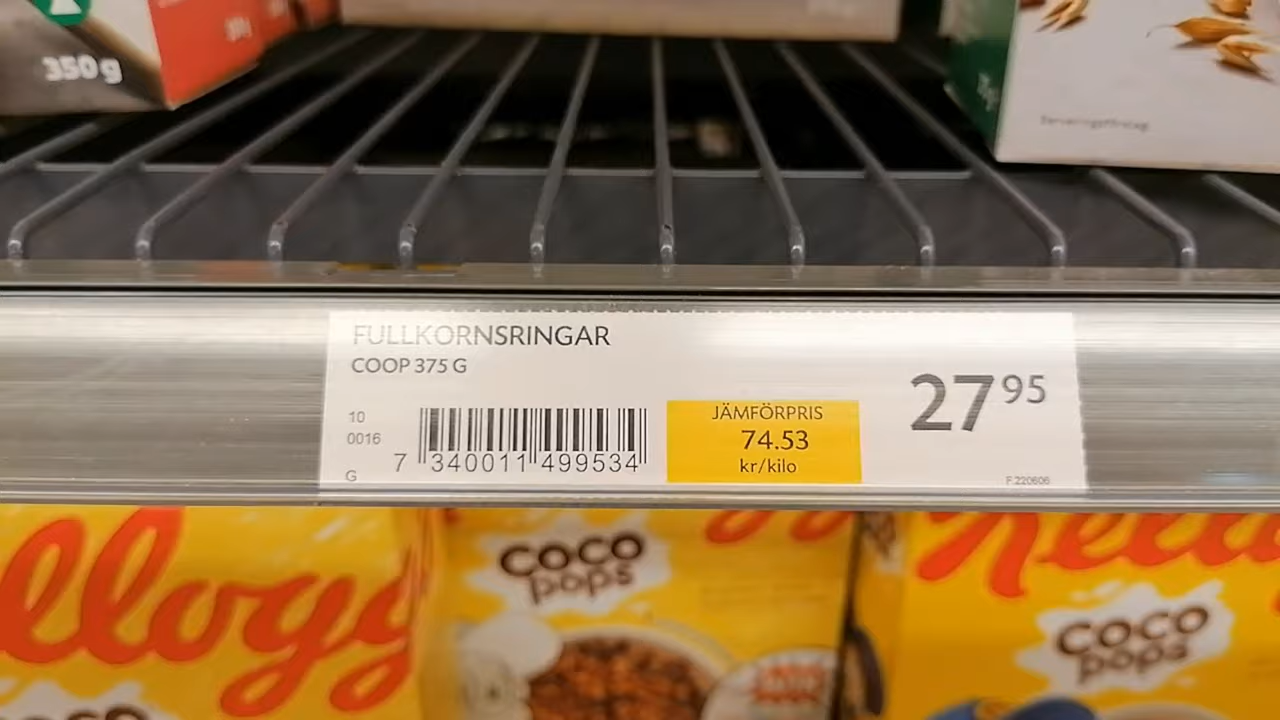 350g
FULLKORNSRINGAR
COOP 375 G
10
0016
G
7 340011 499534
JÄMFÖRPRIS
74.53
kr/kilo
27 95
F.220606
llogg
COCO
pops
COCO
pops